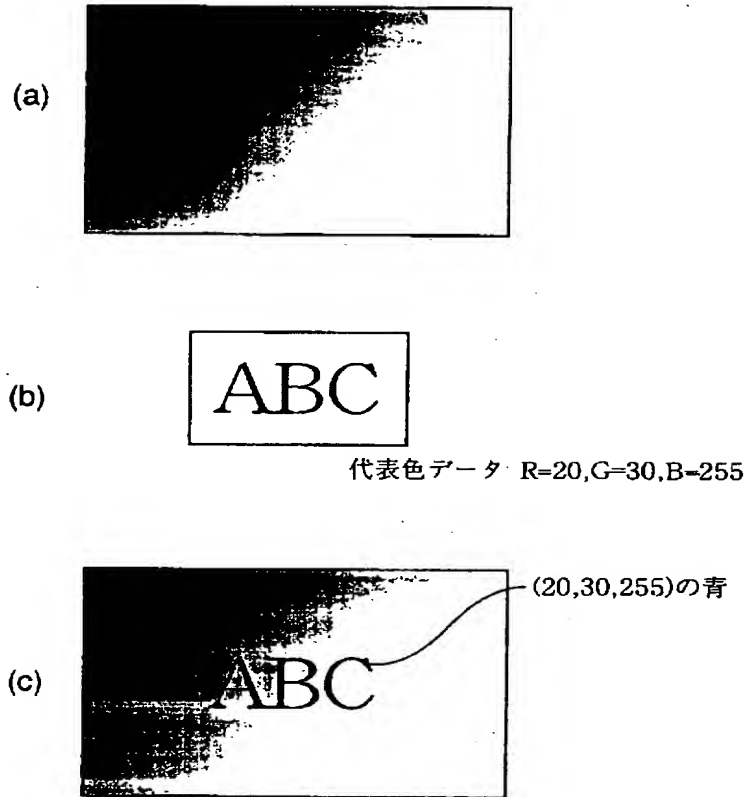 (a)
(b)
ABC
代表色データ R=20,G=30,B=255
(20,30,255)の青
(c)
ABC